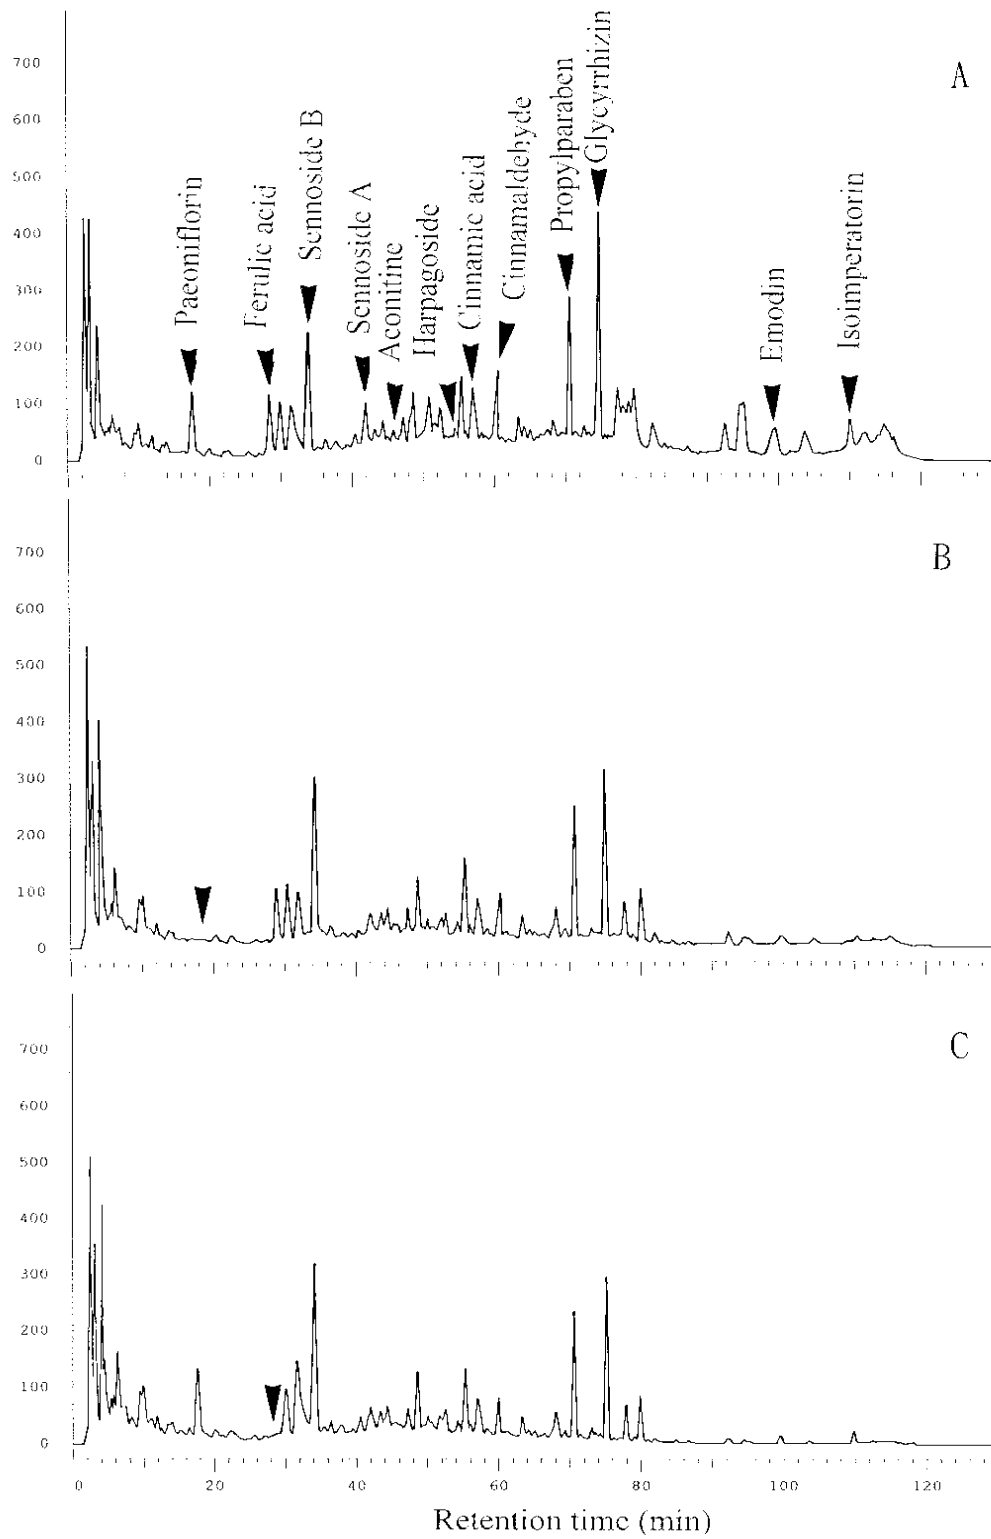 A
Paeoniflorin
Ferulic acid
Sennoside B
Sennoside A
Aconitine
Harpagoside
Cinnamic acid
Cinnamaldehyde
Propylparaben
Glycyrrhizin
Emodin
Isoimperatorin
700
600
500
400
300
200
100
0
B
700
600
500
400
300
200
100
0
C
700
600
500
400
300
200
100
0
0 20 40 60 80 100 120
Retention time (min)